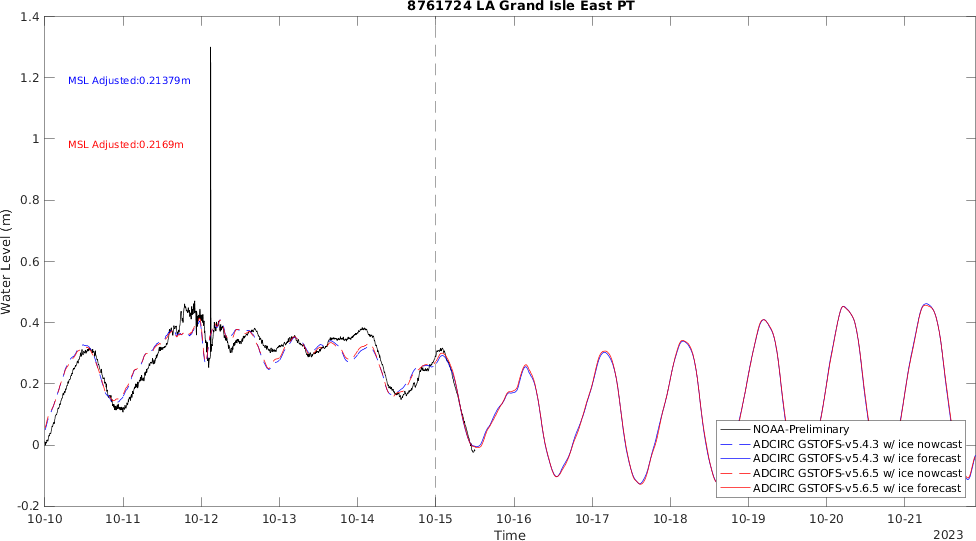 8761724 LA Grand Isle East PT
1.4
1.2
1
0.8
0.6
0.4
0.2
0
-0.2
Water Level (m)
MSL Adjusted:0.21379m
MSL Adjusted:0.2169m
NOAA-Preliminary
ADCIRC GSTOFS-v5.4.3 w/ ice nowcast
ADCIRC GSTOFS-v5.4.3 w/ ice forecast
ADCIRC GSTOFS-v5.6.5 w/ ice nowcast
ADCIRC GSTOFS-v5.6.5 w/ ice forecast
10-10 10-11 10-12 10-13 10-14 10-15 10-16 10-17 10-18 10-19 10-20 10-21
Time
2023